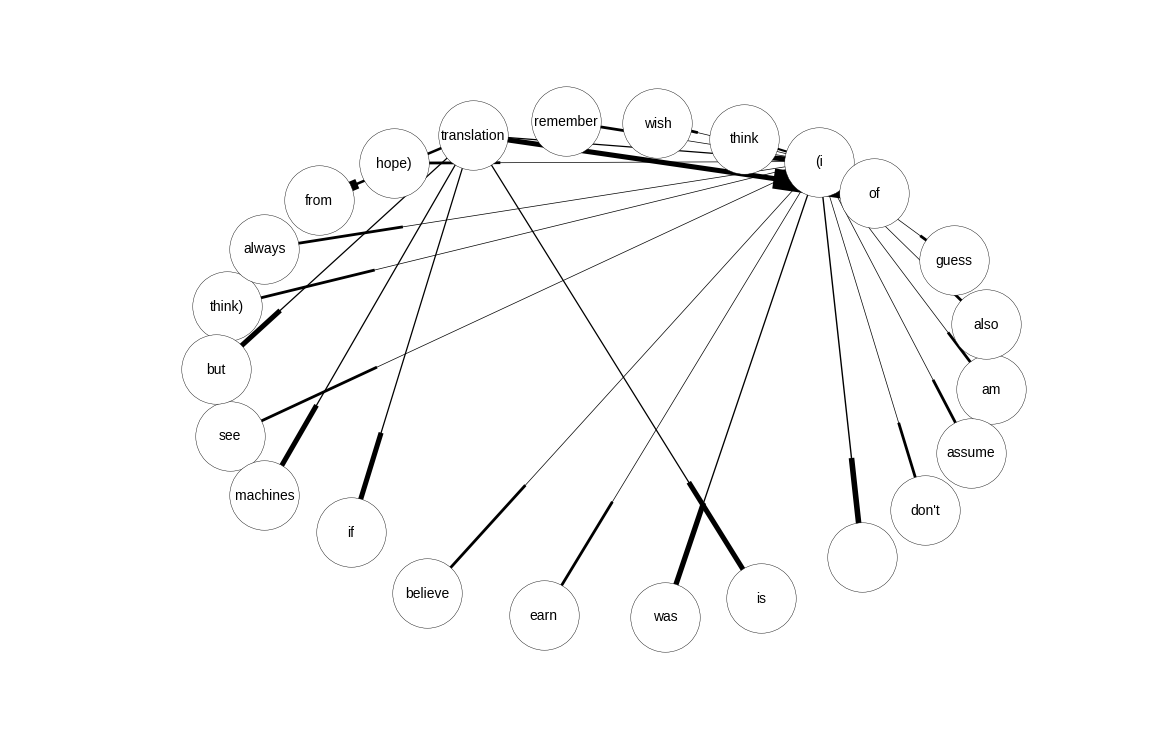 remember
wish
translation
think
hope)
(i
of
from
always
guess
think)
also
but
am
see
assume
machines
don't
if
believe
is
earn
was